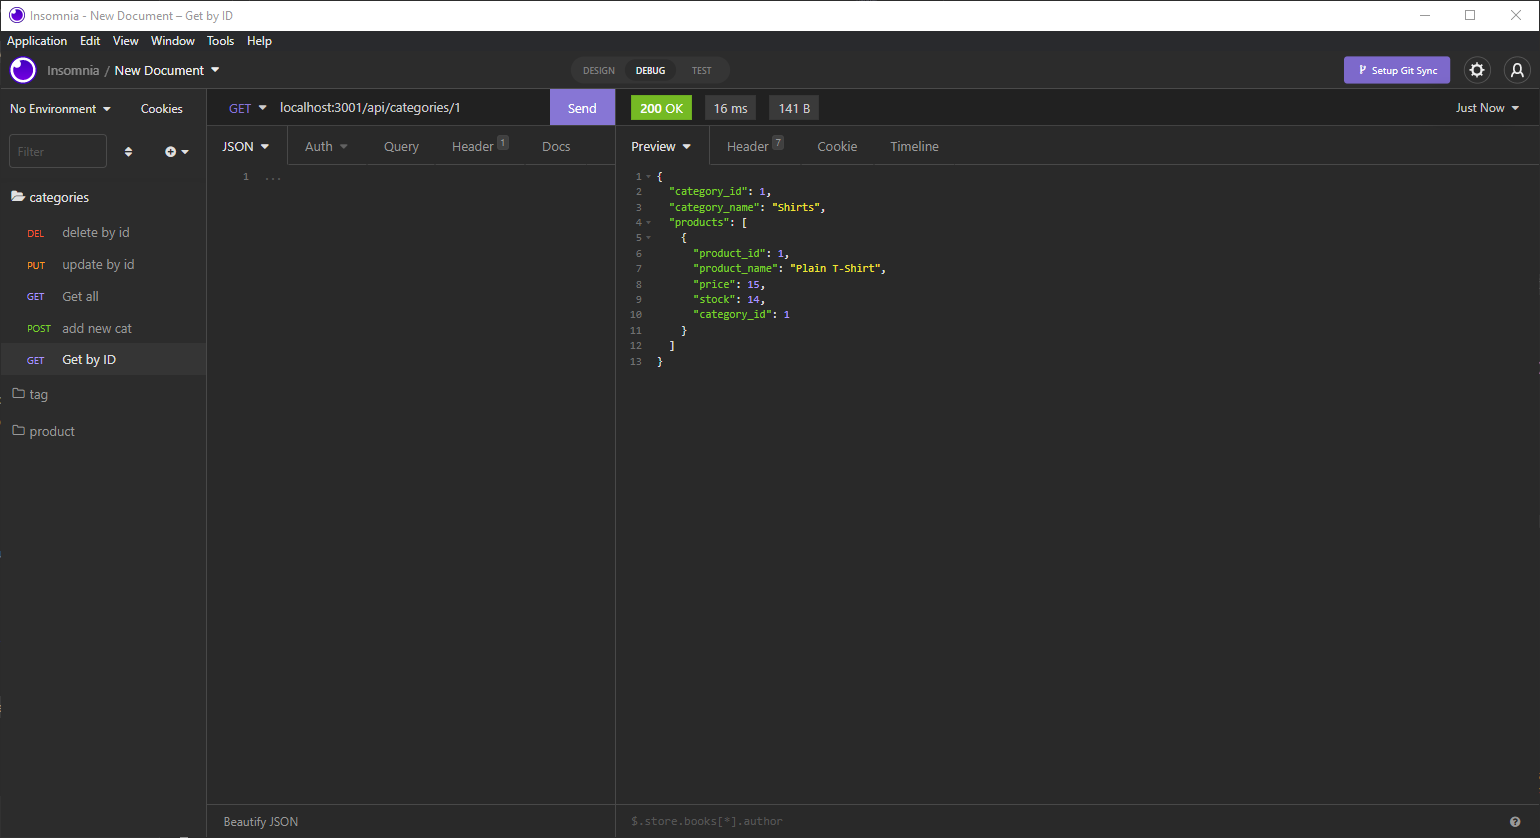 Insomnia - New Document – Get by ID
Application Edit View Window Tools Help
Insomnia / New Document
DESIGN DEBUG TEST
Setup Git Sync
No Environment
Cookies
Filter
categories
DEL delete by id
PUT update by id
GET Get all
POST add new cat
GET Get by ID
tag
product
GET localhost:3001/api/categories/1 Send
JSON Auth Query Header 1 Docs
1 ...
Beautify JSON
200 OK 16 ms 141 B Just Now
Preview Header 7 Cookie Timeline
1 {
2 "category_id": 1,
3 "category_name": "Shirts",
4 "products": [
5 {
6 "product_id": 1,
7 "product_name": "Plain T-Shirt",
8 "price": 15,
9 "stock": 14,
10 "category_id": 1
11 }
12 ]
13 }
$.store.books[*].author